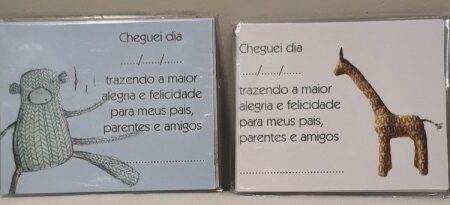 Cheguei dia
....../....../......
trazendo a maior
alegria e felicidade
para meus pais,
parentes e amigos
..........................
Cheguei dia
....../....../......
trazendo a maior
alegria e felicidade
para meus pais,
parentes e amigos
..........................